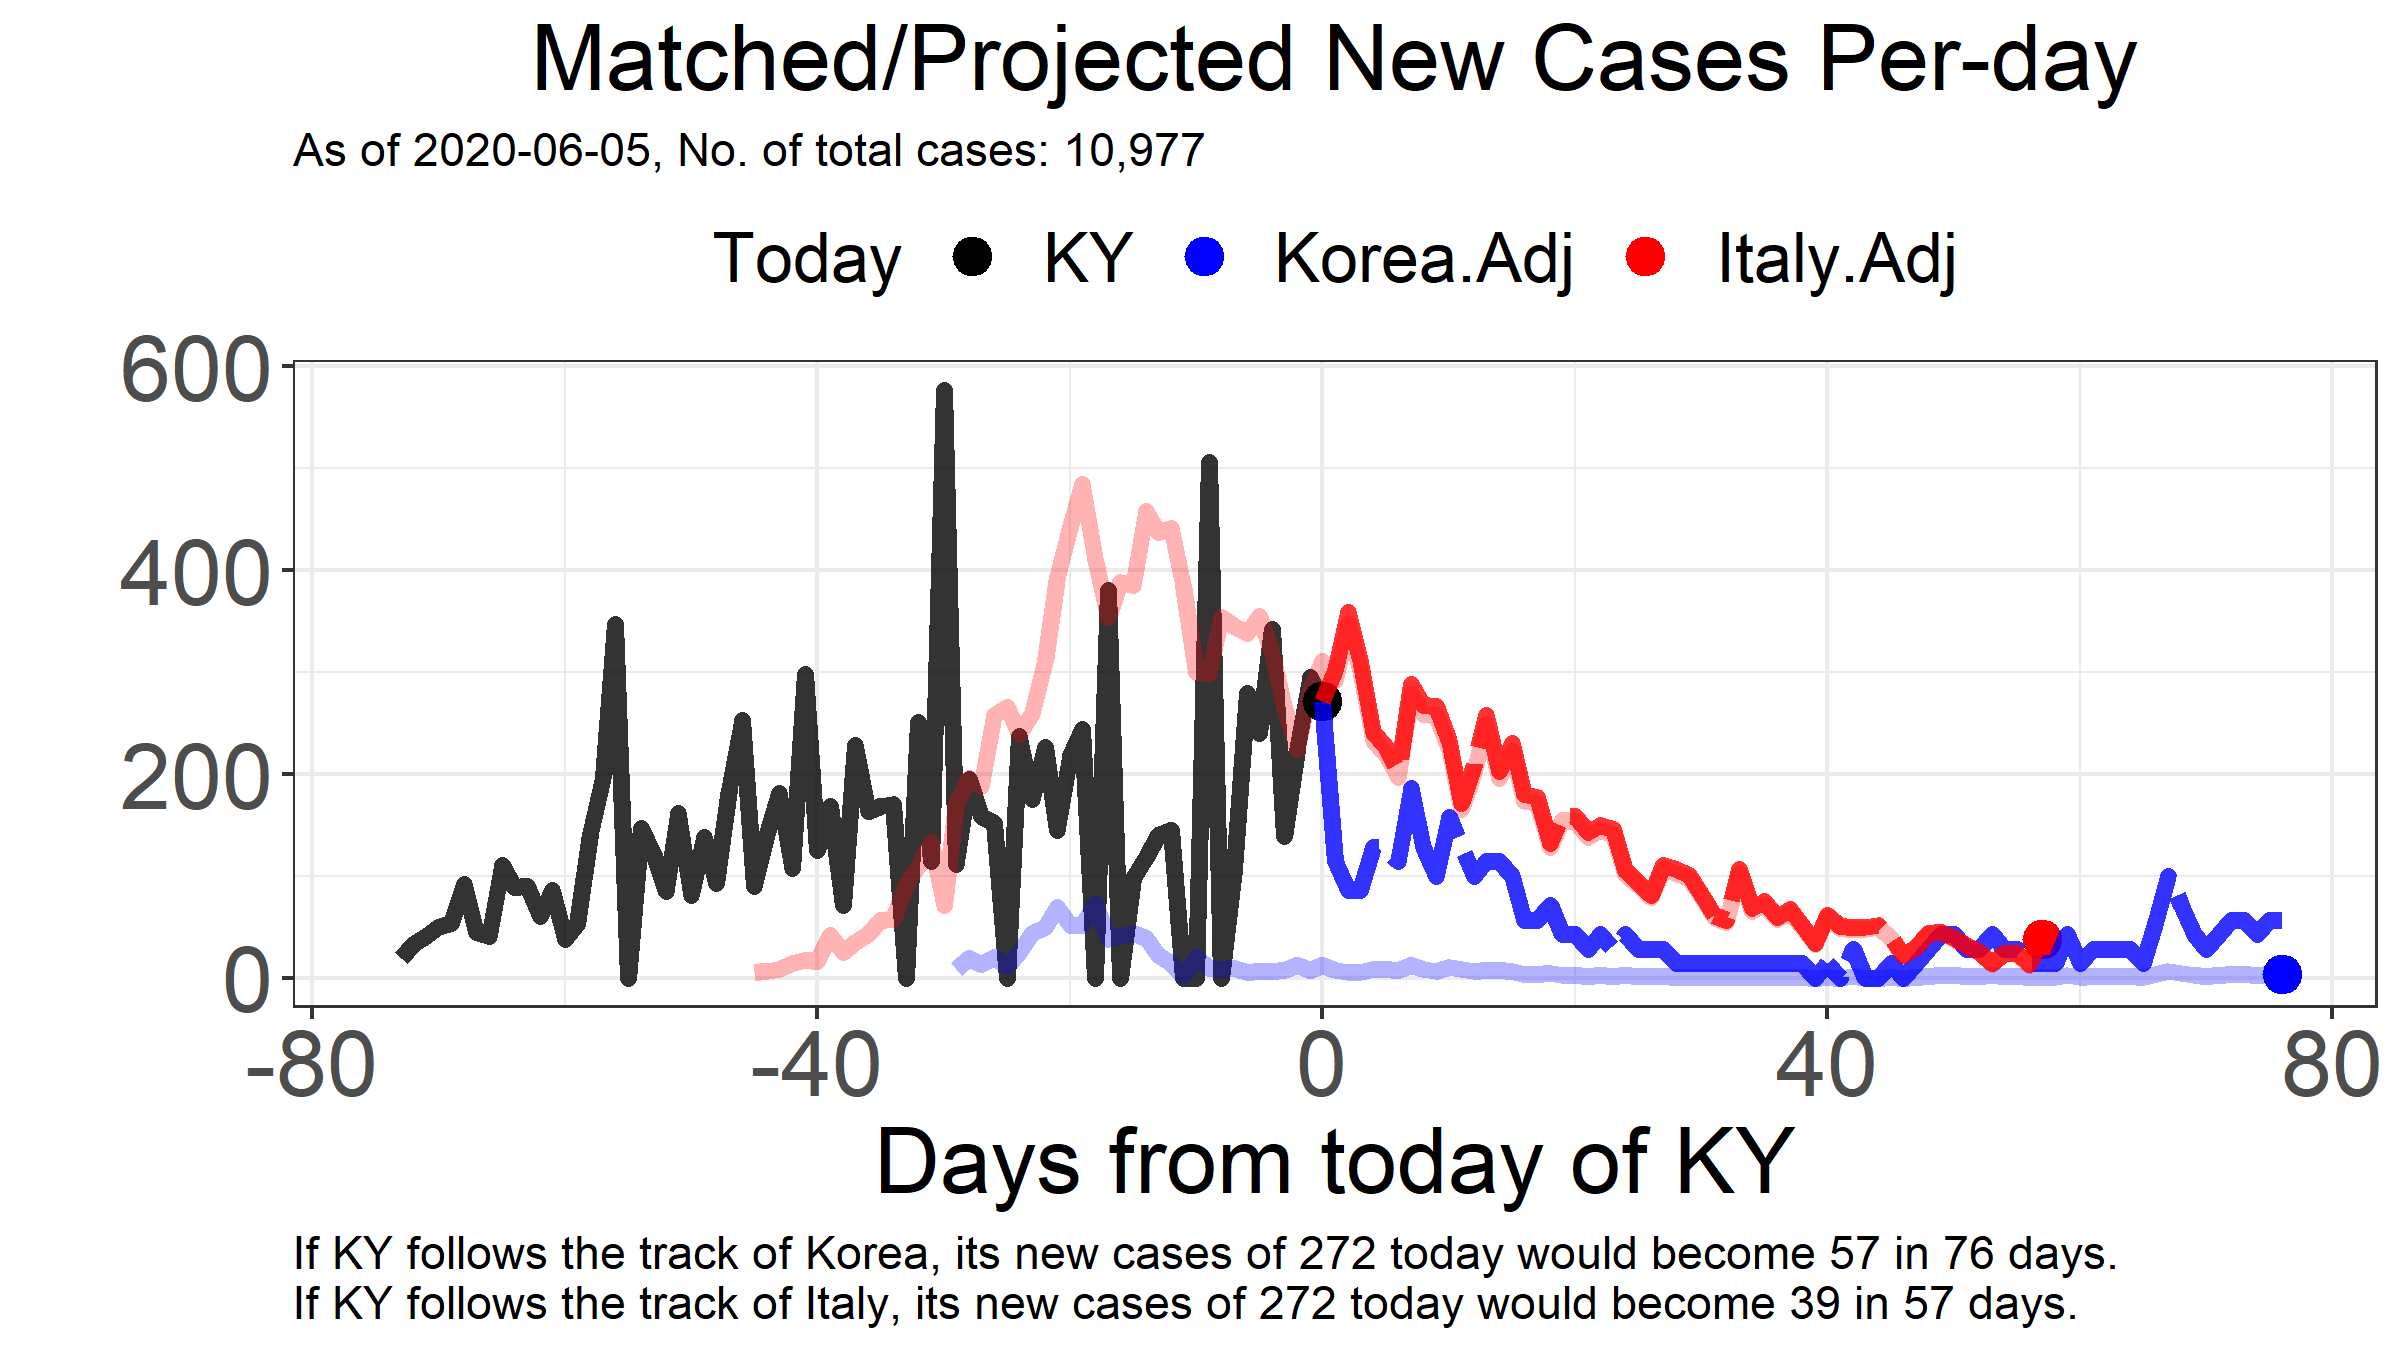 Matched/Projected New Cases Per-day
As of 2020-06-05, No. of total cases: 10,977
Today KY Korea.Adj Italy.Adj
600
400
200
0
-80 -40 0 40 80
Days from today of KY
If KY follows the track of Korea, its new cases of 272 today would become 57 in 76 days.
If KY follows the track of Italy, its new cases of 272 today would become 39 in 57 days.